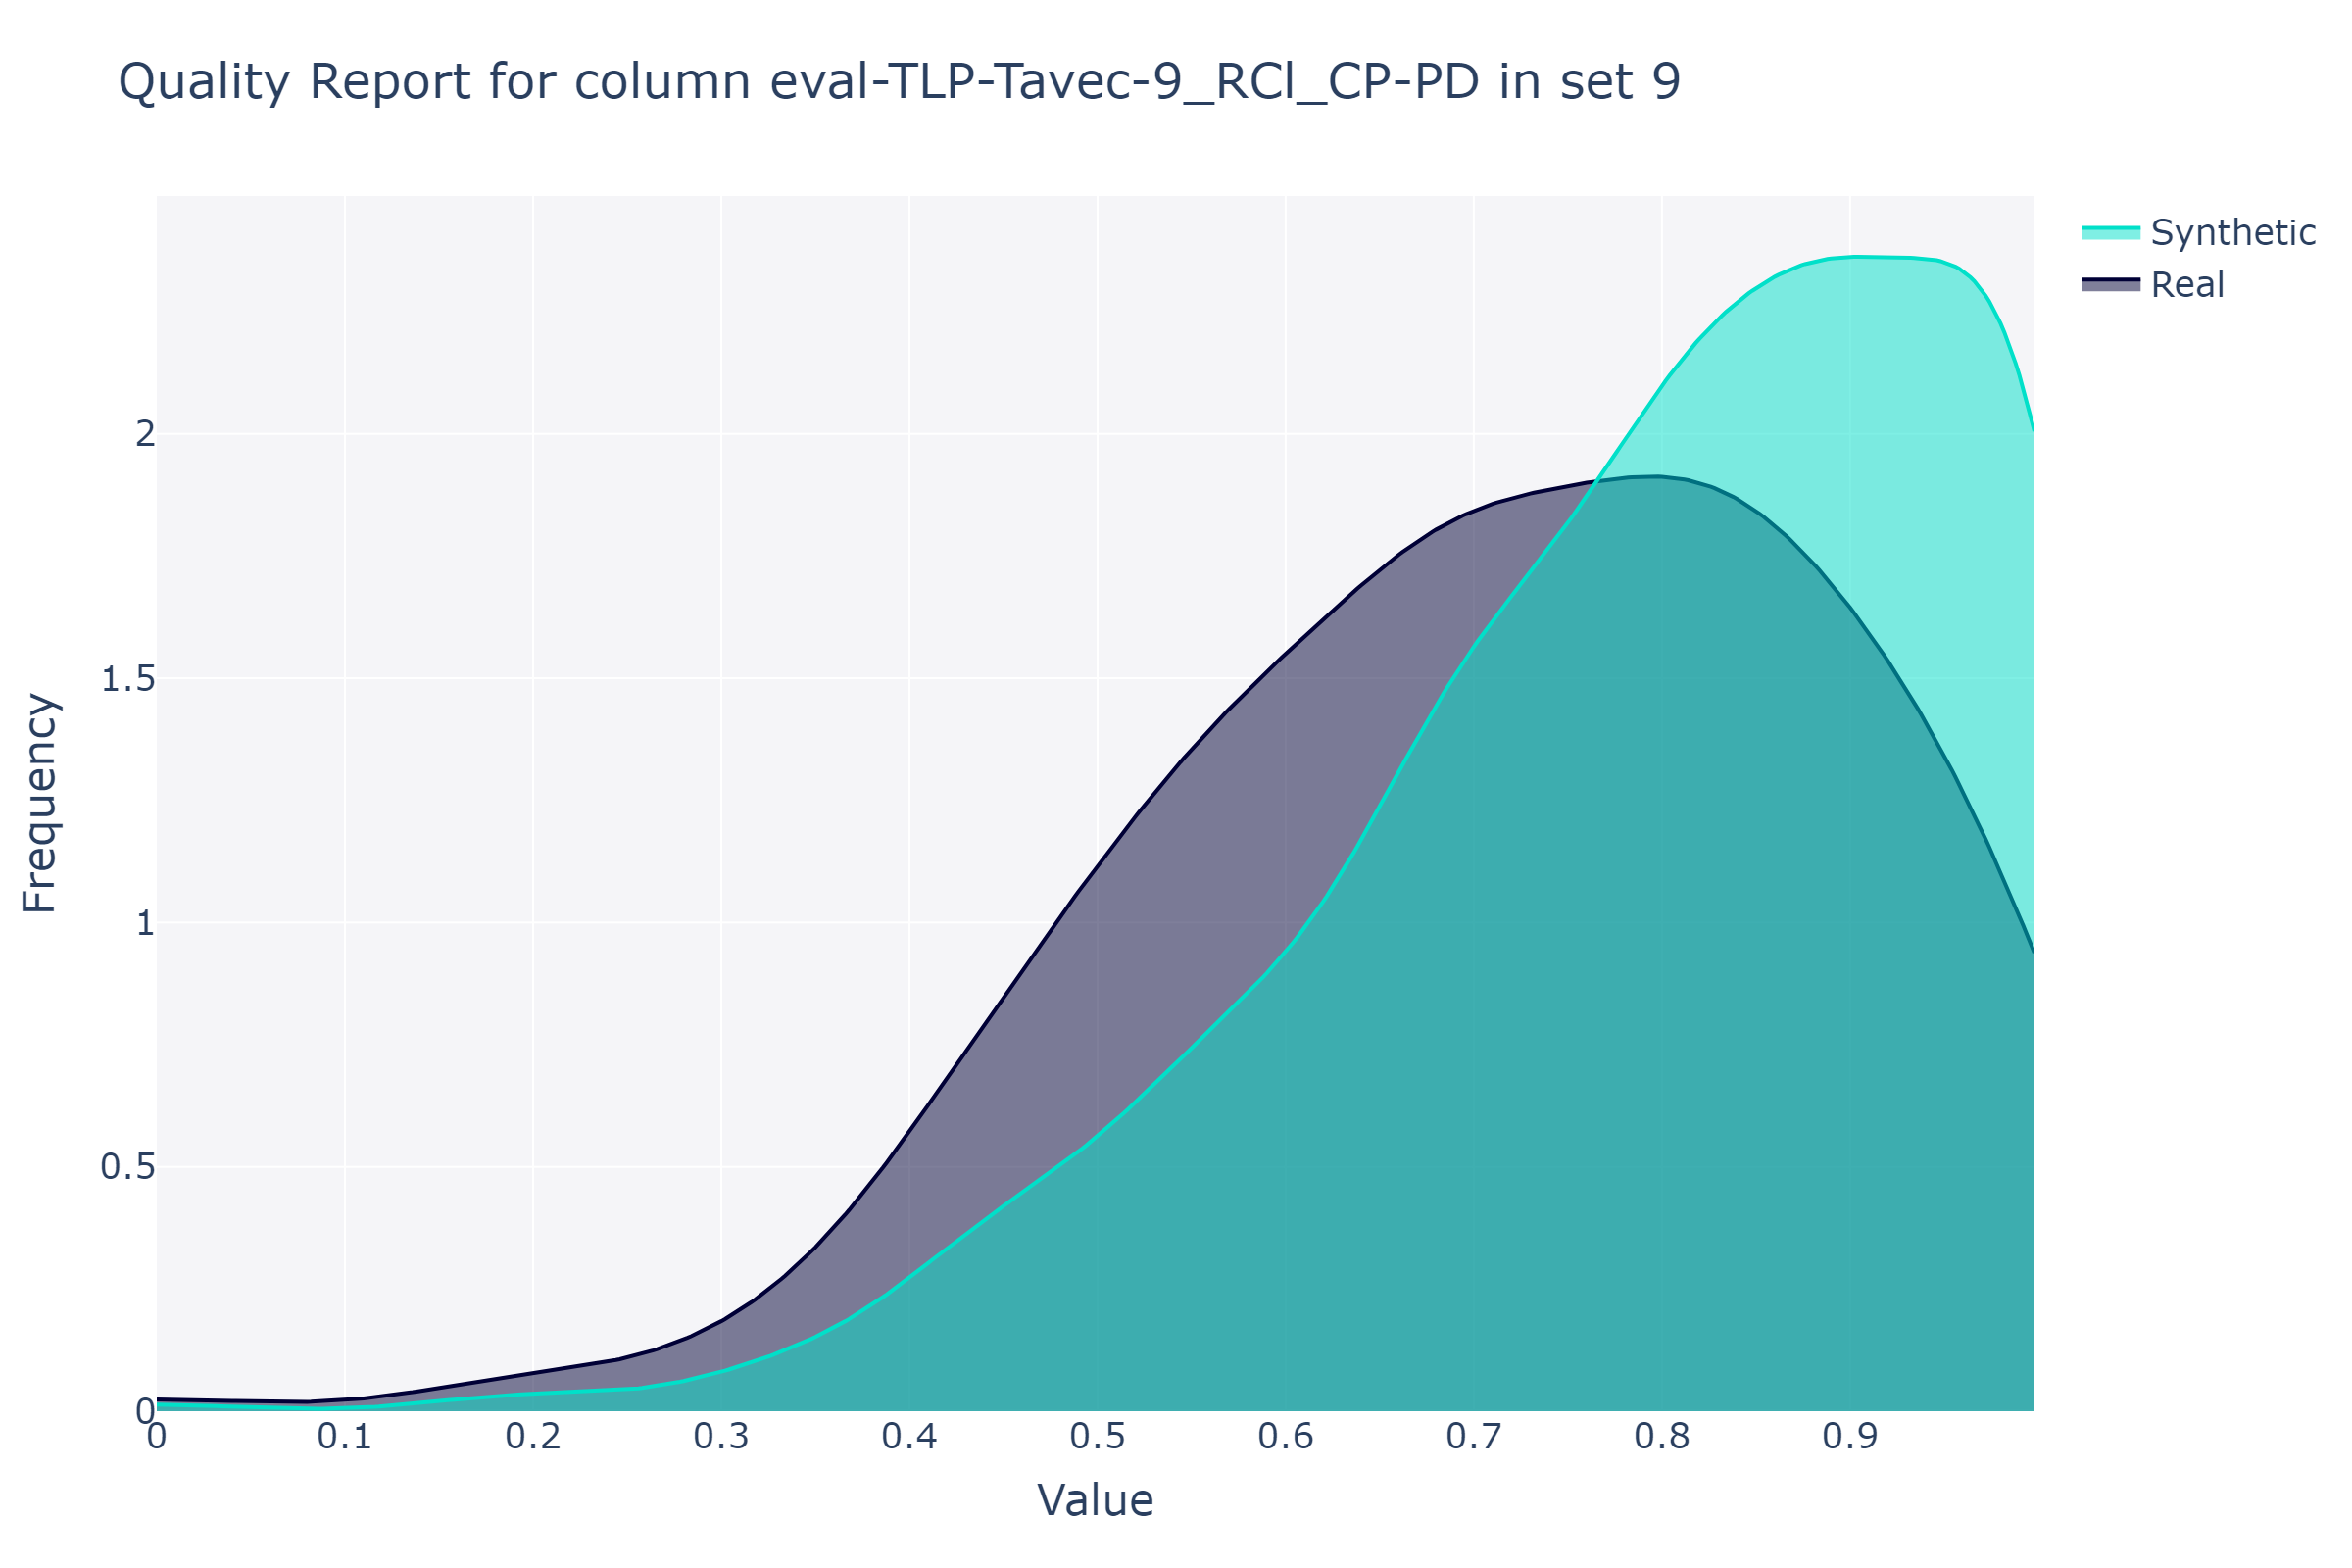 Quality Report for column eval-TLP-Tavec-9_RCl_CP-PD in set 9
Synthetic
Real
2
1.5
1
0.5
0
0 0.1 0.2 0.3 0.4 0.5 0.6 0.7 0.8 0.9
Frequency
Value